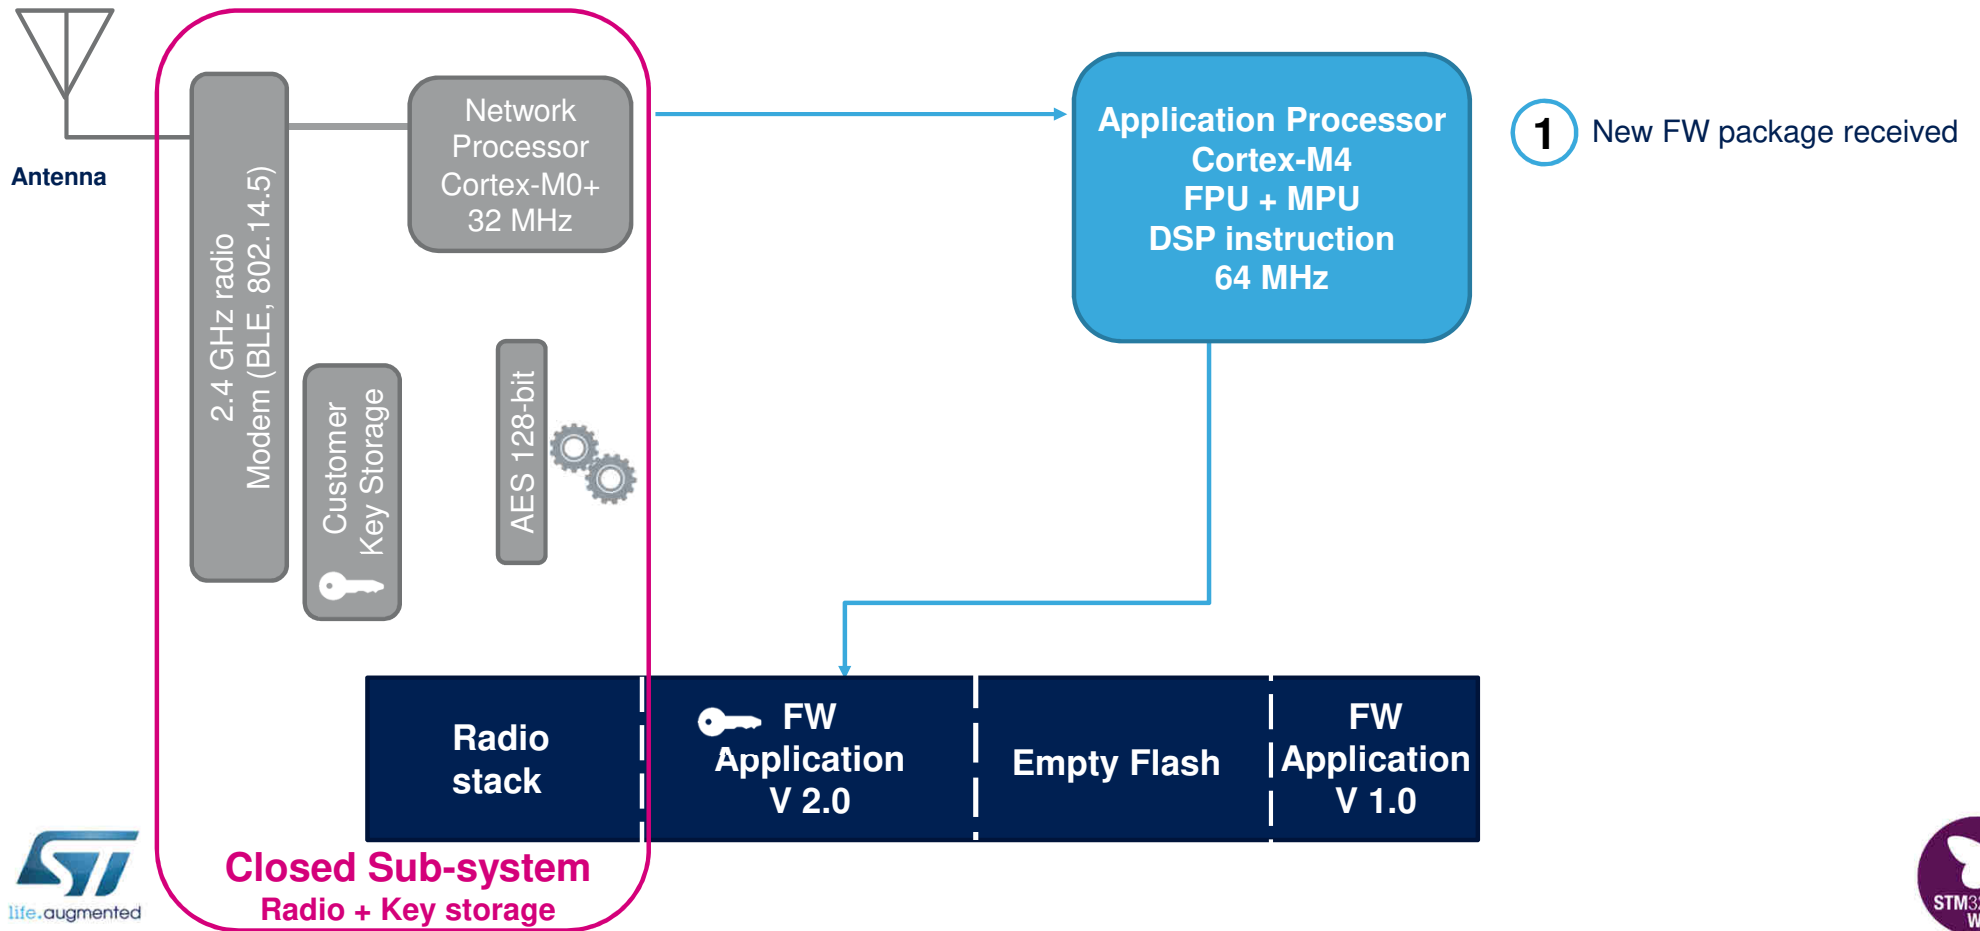 Antenna
2.4 GHz radio
Modem (BLE, 802.14.5)
Network
Processor
Cortex-M0+
32 MHz
Customer
Key Storage
AES 128-bit
Application Processor
Cortex-M4
FPU + MPU
DSP instruction
64 MHz
1 New FW package received
Radio
stack
FW
Application
V 2.0
Empty Flash
FW
Application
V 1.0
Closed Sub-system
Radio + Key storage
ST
life.augmented
STM32
W